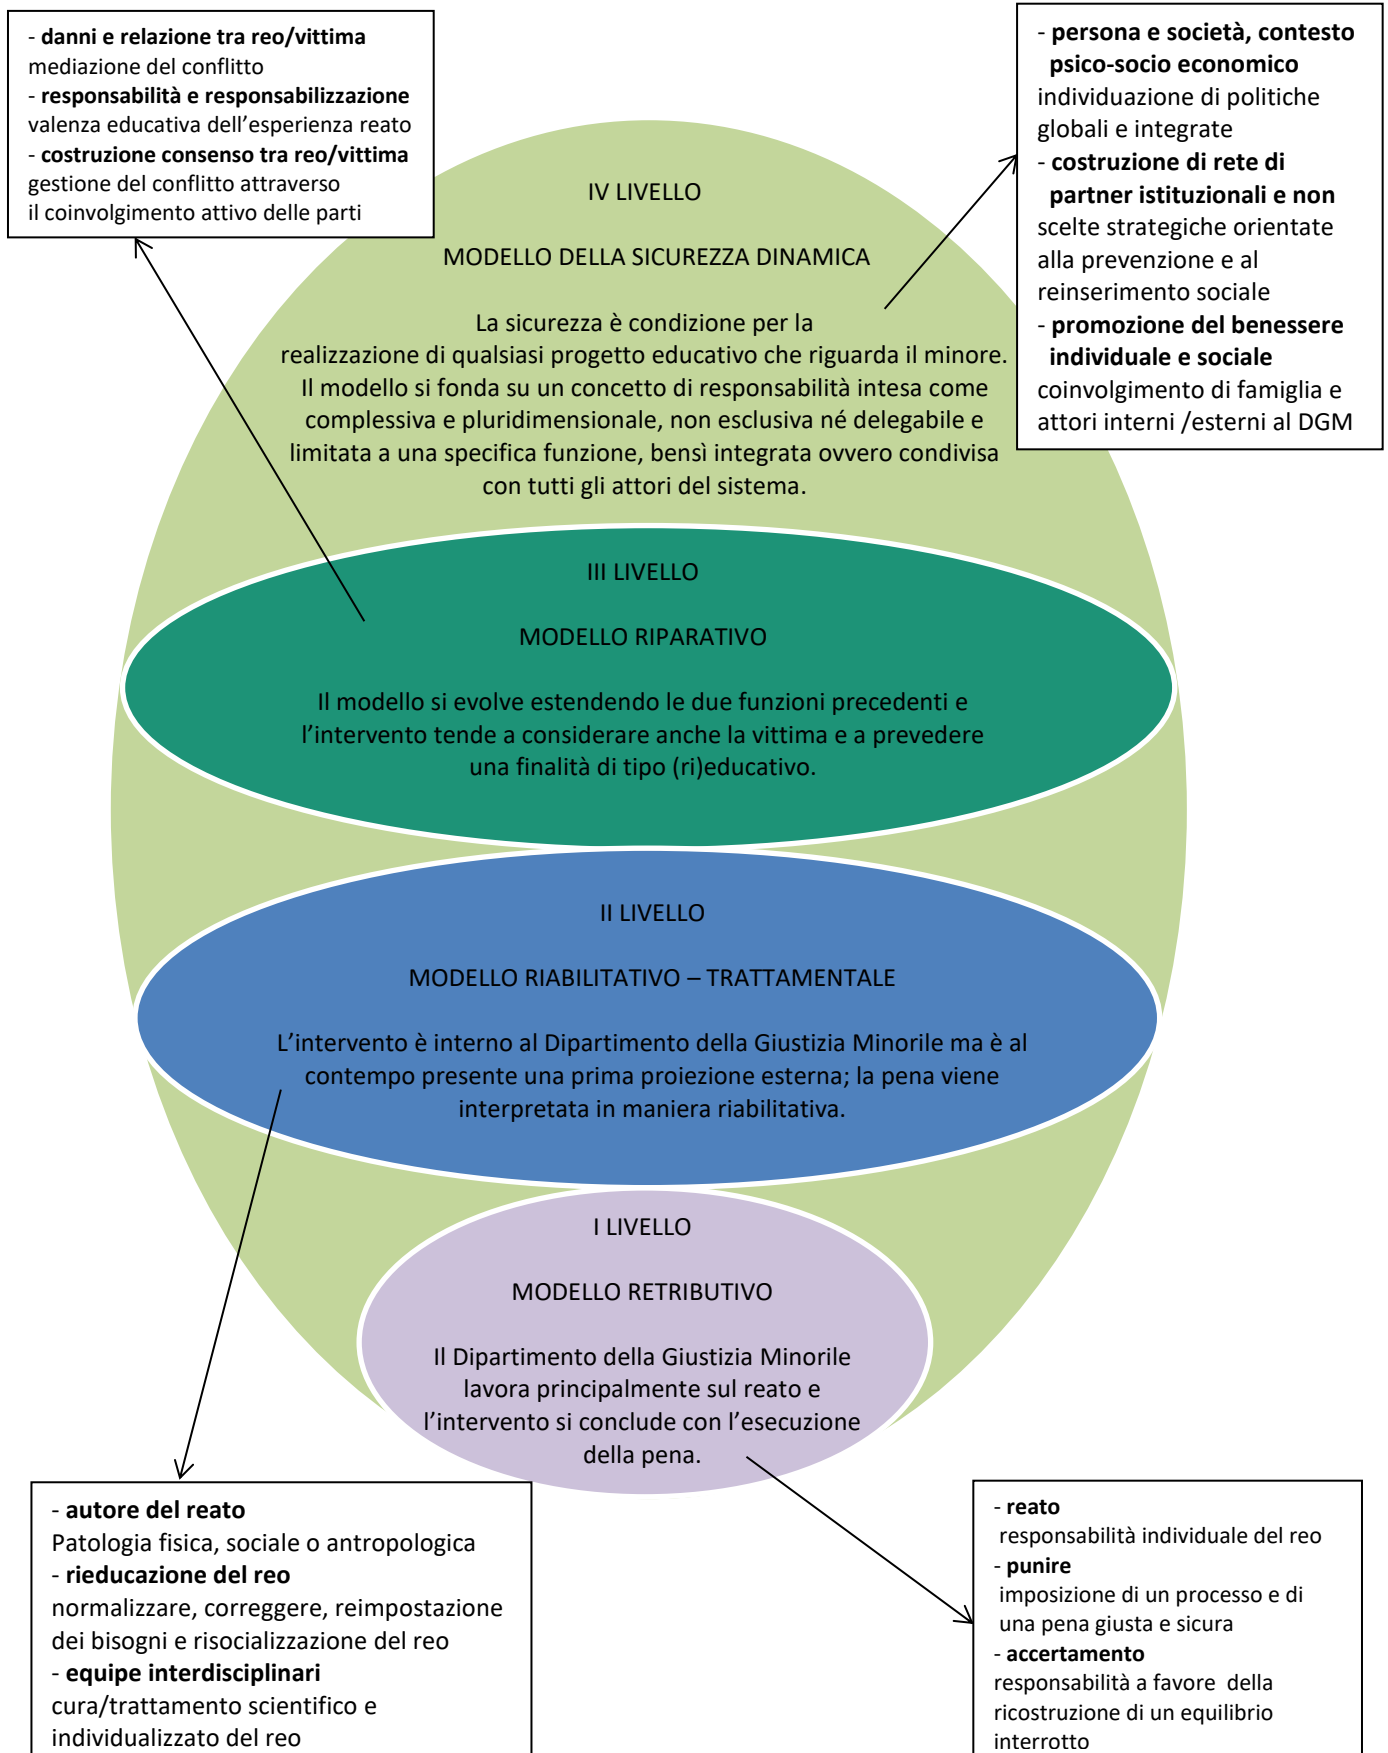 - danni e relazione tra reo/vittima
mediazione del conflitto
- responsabilità e responsabilizzazione
valenza educativa dell’esperienza reato
- costruzione consenso tra reo/vittima
gestione del conflitto attraverso
il coinvolgimento attivo delle parti
- persona e società, contesto
psico-socio economico
individuazione di politiche
globali e integrate
- costruzione di rete di
partner istituzionali e non
scelte strategiche orientate
alla prevenzione e al
reinserimento sociale
- promozione del benessere
individuale e sociale
coinvolgimento di famiglia e
attori interni /esterni al DGM
IV LIVELLO
MODELLO DELLA SICUREZZA DINAMICA
La sicurezza è condizione per la
realizzazione di qualsiasi progetto educativo che riguarda il minore.
Il modello si fonda su un concetto di responsabilità intesa come
complessiva e pluridimensionale, non esclusiva né delegabile e
limitata a una specifica funzione, bensì integrata ovvero condivisa
con tutti gli attori del sistema.
III LIVELLO
MODELLO RIPARATIVO
Il modello si evolve estendendo le due funzioni precedenti e
l’intervento tende a considerare anche la vittima e a prevedere
una finalità di tipo (ri)educativo.
II LIVELLO
MODELLO RIABILITATIVO – TRATTAMENTALE
L’intervento è interno al Dipartimento della Giustizia Minorile ma è al
contempo presente una prima proiezione esterna; la pena viene
interpretata in maniera riabilitativa.
I LIVELLO
MODELLO RETRIBUTIVO
Il Dipartimento della Giustizia Minorile
lavora principalmente sul reato e
l’intervento si conclude con l’esecuzione
della pena.
- autore del reato
Patologia fisica, sociale o antropologica
- rieducazione del reo
normalizzare, correggere, reimpostazione
dei bisogni e risocializzazione del reo
- equipe interdisciplinari
cura/trattamento scientifico e
individualizzato del reo
- reato
responsabilità individuale del reo
- punire
imposizione di un processo e di
una pena giusta e sicura
- accertamento
responsabilità a favore della
ricostruzione di un equilibrio
interrotto